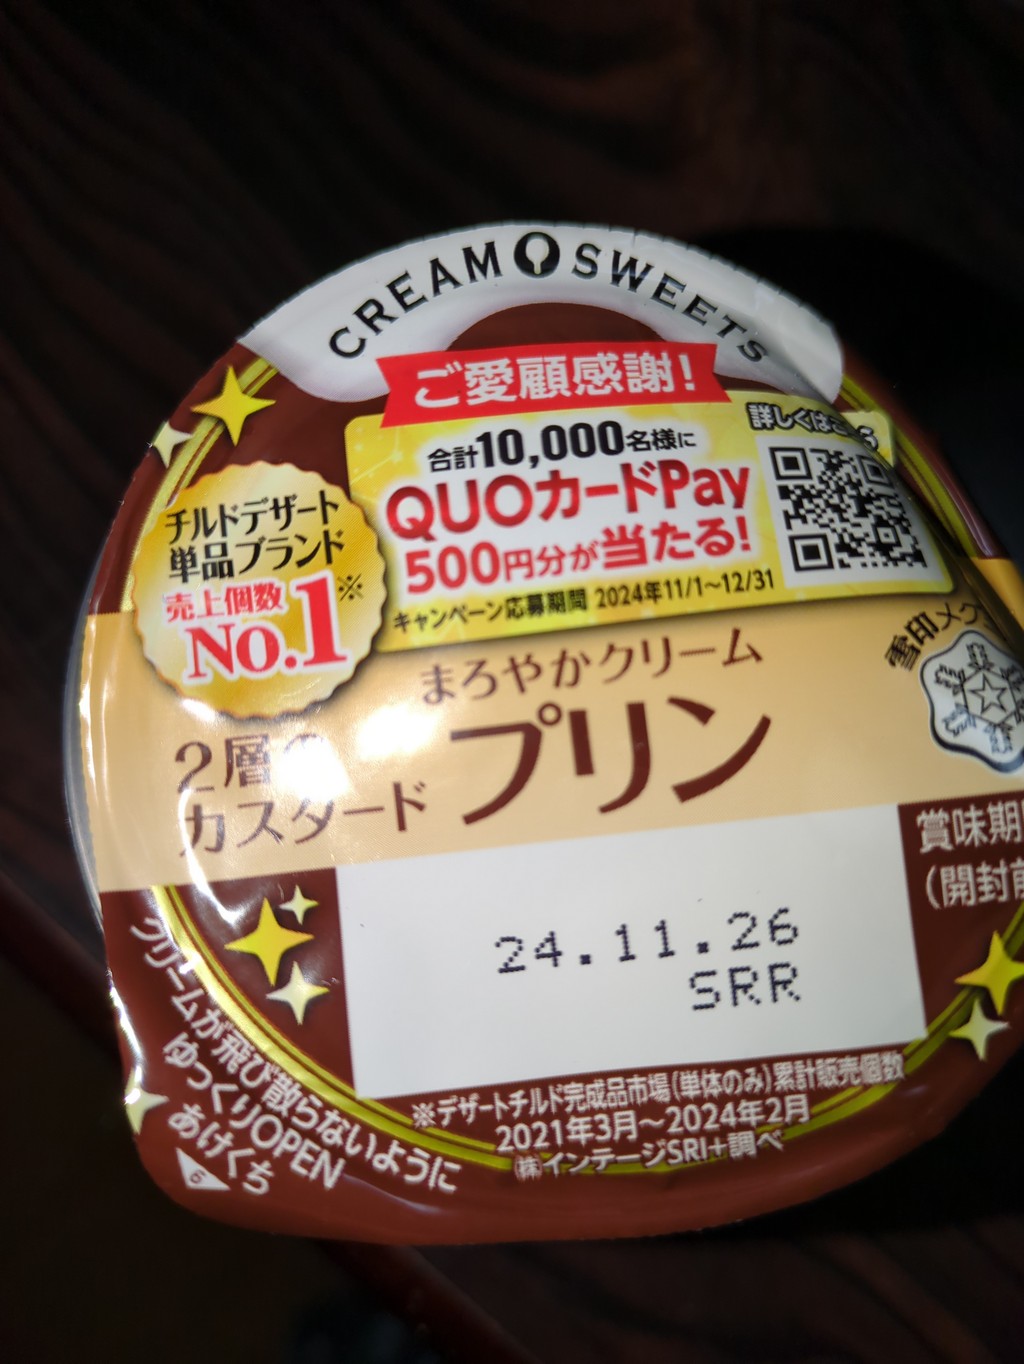 CREAM SWEETS
ご愛顧感謝!
合計10,000名様に
QUOカードPay
500円分が当たる!
キャンペーン応募期間 2024年11/1~12/31
詳しくはこちら
チルドデザート
単品ブランド
売上個数※
No.1
雪印メグ
まろやかクリーム
プリン
2層の
カスタード
賞味期
(開封前
24.11.26
SRR
※デザートチルド完成品市場(単体のみ)累計販売個数
2021年3月~2024年2月
㈱インテージSRI+調べ
クリームが飛び散らないように
ゆっくりOPEN
あけくち
6